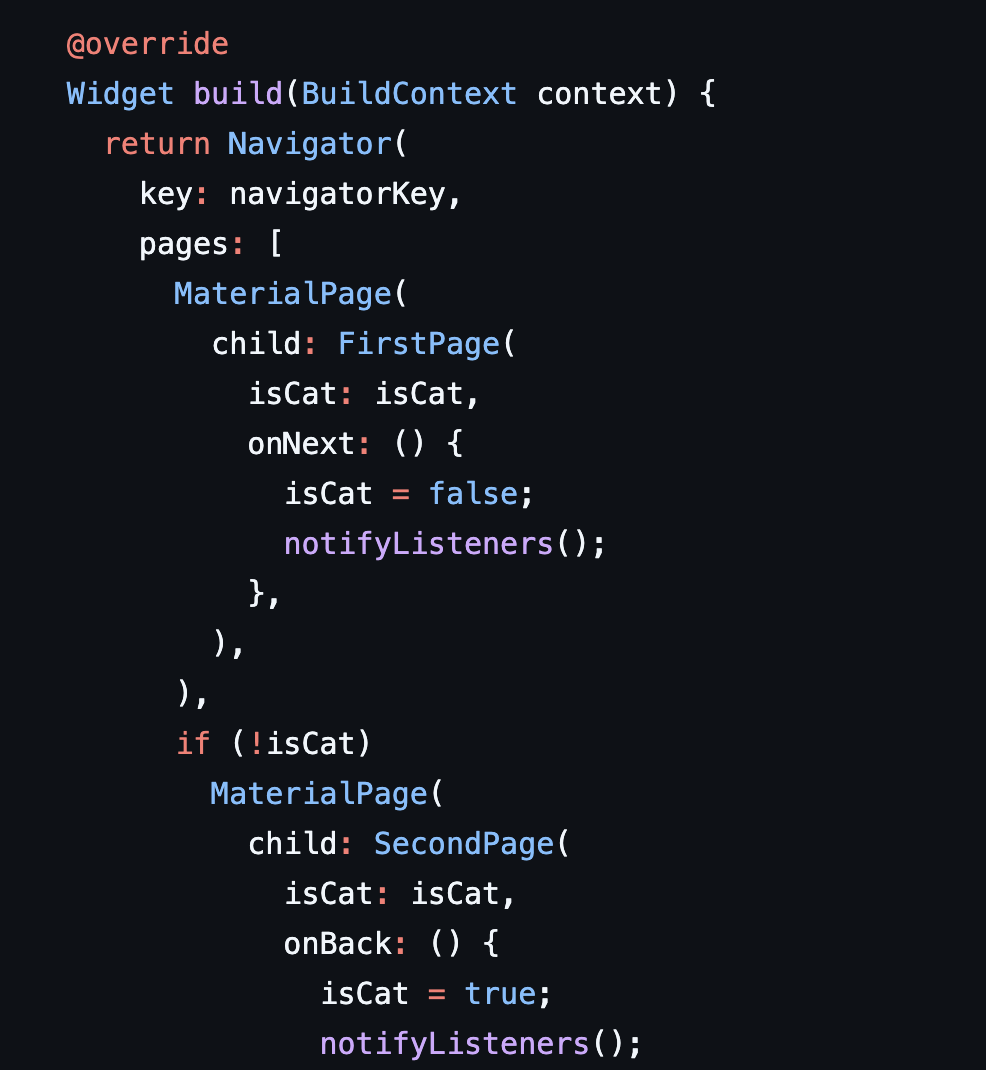 @override
Widget build(BuildContext context) {
return Navigator(
key: navigatorKey,
pages: [
MaterialPage(
child: FirstPage(
isCat: isCat,
onNext: () {
isCat = false;
notifyListeners();
},
),
),
if (!isCat)
MaterialPage(
child: SecondPage(
isCat: isCat,
onBack: () {
isCat = true;
notifyListeners();